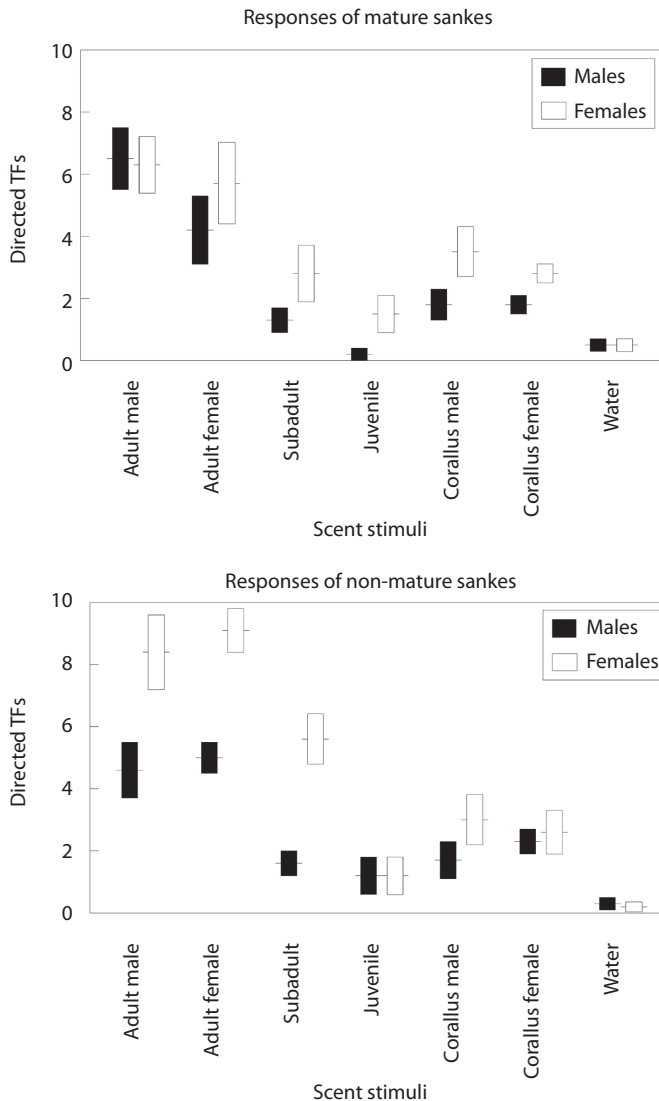 Responses of mature sankes
10
8
6
4
2
0
Directed TFs
Males
Females
Adult male
Adult female
Subadult
Juvenile
Corallus male
Corallus female
Water
Scent stimuli
Responses of non-mature sankes
10
8
6
4
2
0
Directed TFs
Males
Females
Adult male
Adult female
Subadult
Juvenile
Corallus male
Corallus female
Water
Scent stimuli